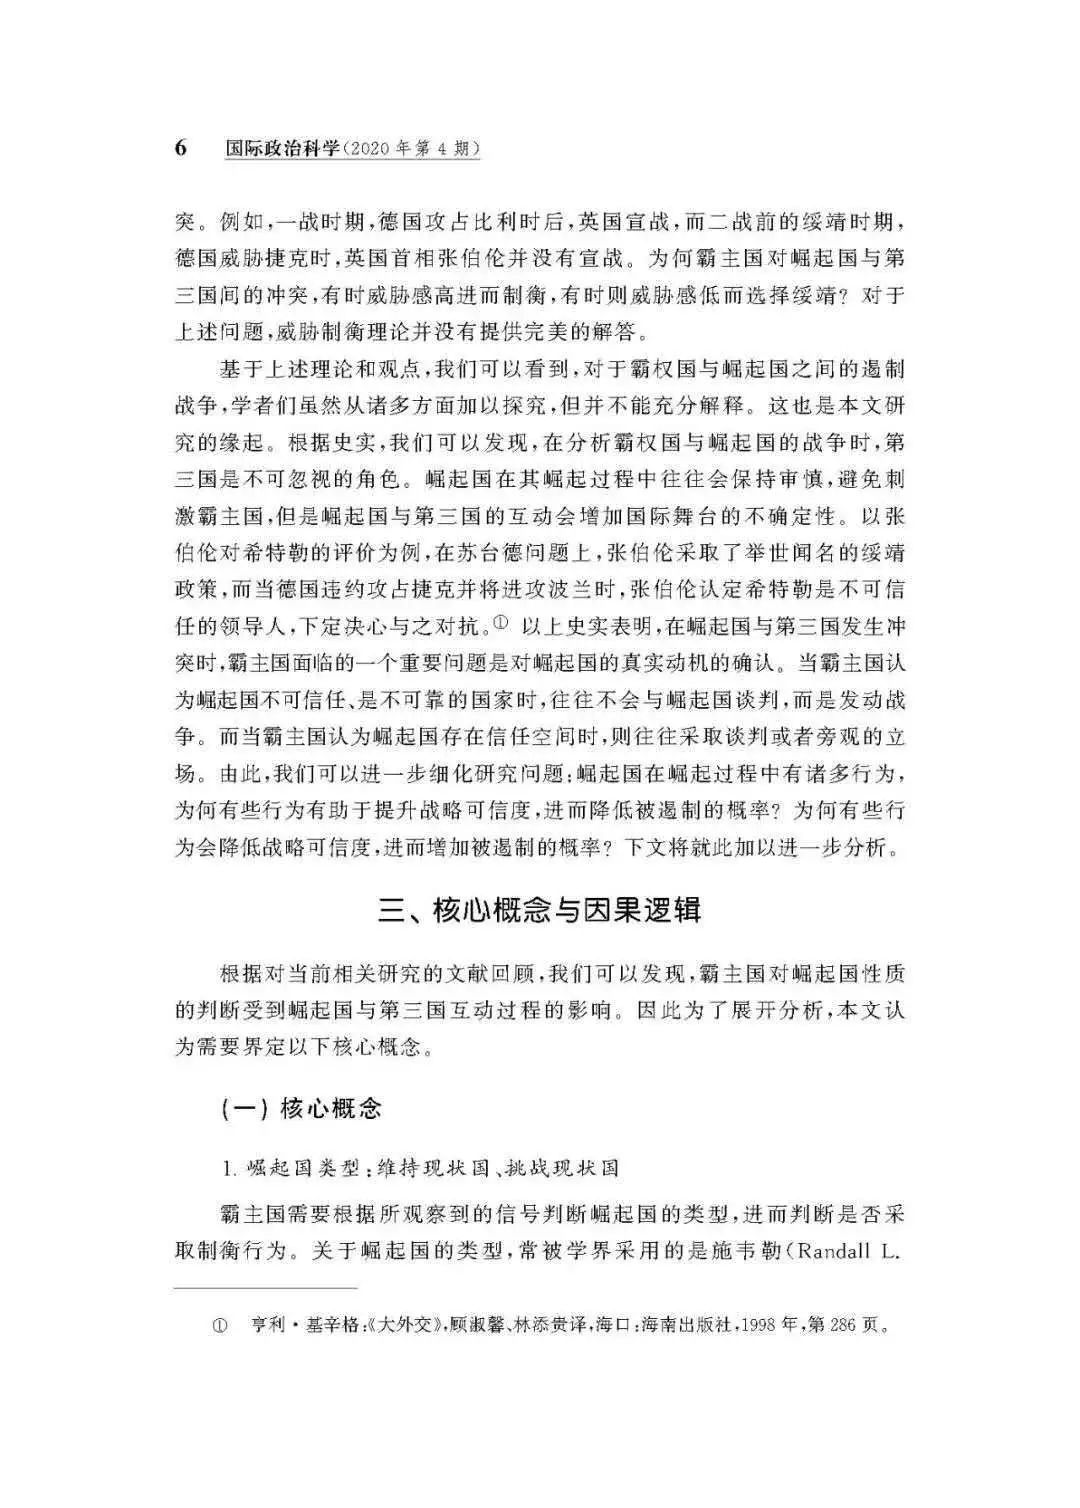 6 国际政治科学(2020 年第 4 期)
突。例如,一战时期,德国攻占比利时后,英国宣战,而二战前的绥靖时期,
德国威胁捷克时,英国首相张伯伦并没有宣战。为何霸主国对崛起国与第
三国间的冲突,有时威胁感高进而制衡,有时则威胁感低而选择绥靖?对于
上述问题,威胁制衡理论并没有提供完美的解答。
基于上述理论和观点,我们可以看到,对于霸权国与崛起国之间的遏制
战争,学者们虽然从诸多方面加以探究,但并不能充分解释。这也是本文研
究的缘起。根据史实,我们可以发现,在分析霸权国与崛起国的战争时,第
三国是不可忽视的角色。崛起国在其崛起过程中往往会保持审慎,避免刺
激霸主国,但是崛起国与第三国的互动会增加国际舞台的不确定性。以张
伯伦对希特勒的评价为例,在苏台德问题上,张伯伦采取了举世闻名的绥靖
政策,而当德国违约攻占捷克并将进攻波兰时,张伯伦认定希特勒是不可信
任的领导人,下定决心与之对抗。① 以上史实表明,在崛起国与第三国发生冲
突时,霸主国面临的一个重要问题是对崛起国的真实动机的确认。当霸主国认
为崛起国不可信任、是不可靠的国家时,往往不会与崛起国谈判,而是发动战
争。而当霸主国认为崛起国存在信任空间时,则往往采取谈判或者旁观的立
场。由此,我们可以进一步细化研究问题:崛起国在崛起过程中有诸多行为,
为何有些行为有助于提升战略可信度,进而降低被遏制的概率?为何有些行
为会降低战略可信度,进而增加被遏制的概率?下文将就此加以进一步分析。
三、核心概念与因果逻辑
根据对当前相关研究的文献回顾,我们可以发现,霸主国对崛起国性质
的判断受到崛起国与第三国互动过程的影响。因此为了展开分析,本文认
为需要界定以下核心概念。
(一) 核心概念
1. 崛起国类型:维持现状国、挑战现状国
霸主国需要根据所观察到的信号判断崛起国的类型,进而判断是否采
取制衡行为。关于崛起国的类型,常被学界采用的是施韦勒(Randall L.
① 亨利·基辛格:《大外交》,顾淑馨、林添贵译,海口:海南出版社,1998 年,第 286 页。